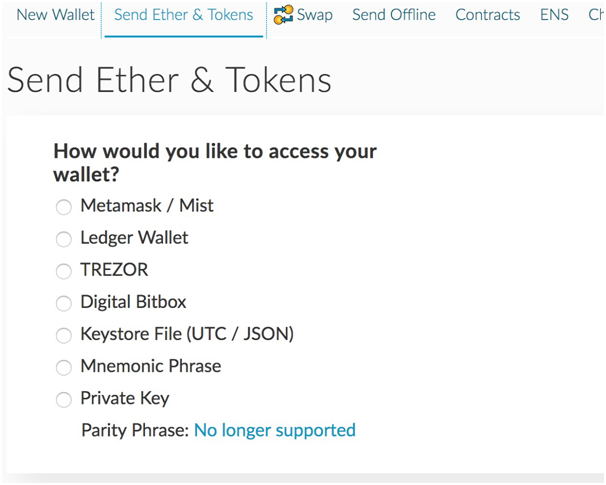 New Wallet Send Ether & Tokens Swap Send Offline Contracts ENS
Send Ether & Tokens
How would you like to access your
wallet?
Metamask / Mist
Ledger Wallet
TREZOR
Digital Bitbox
Keystore File (UTC / JSON)
Mnemonic Phrase
Private Key
Parity Phrase: No longer supported